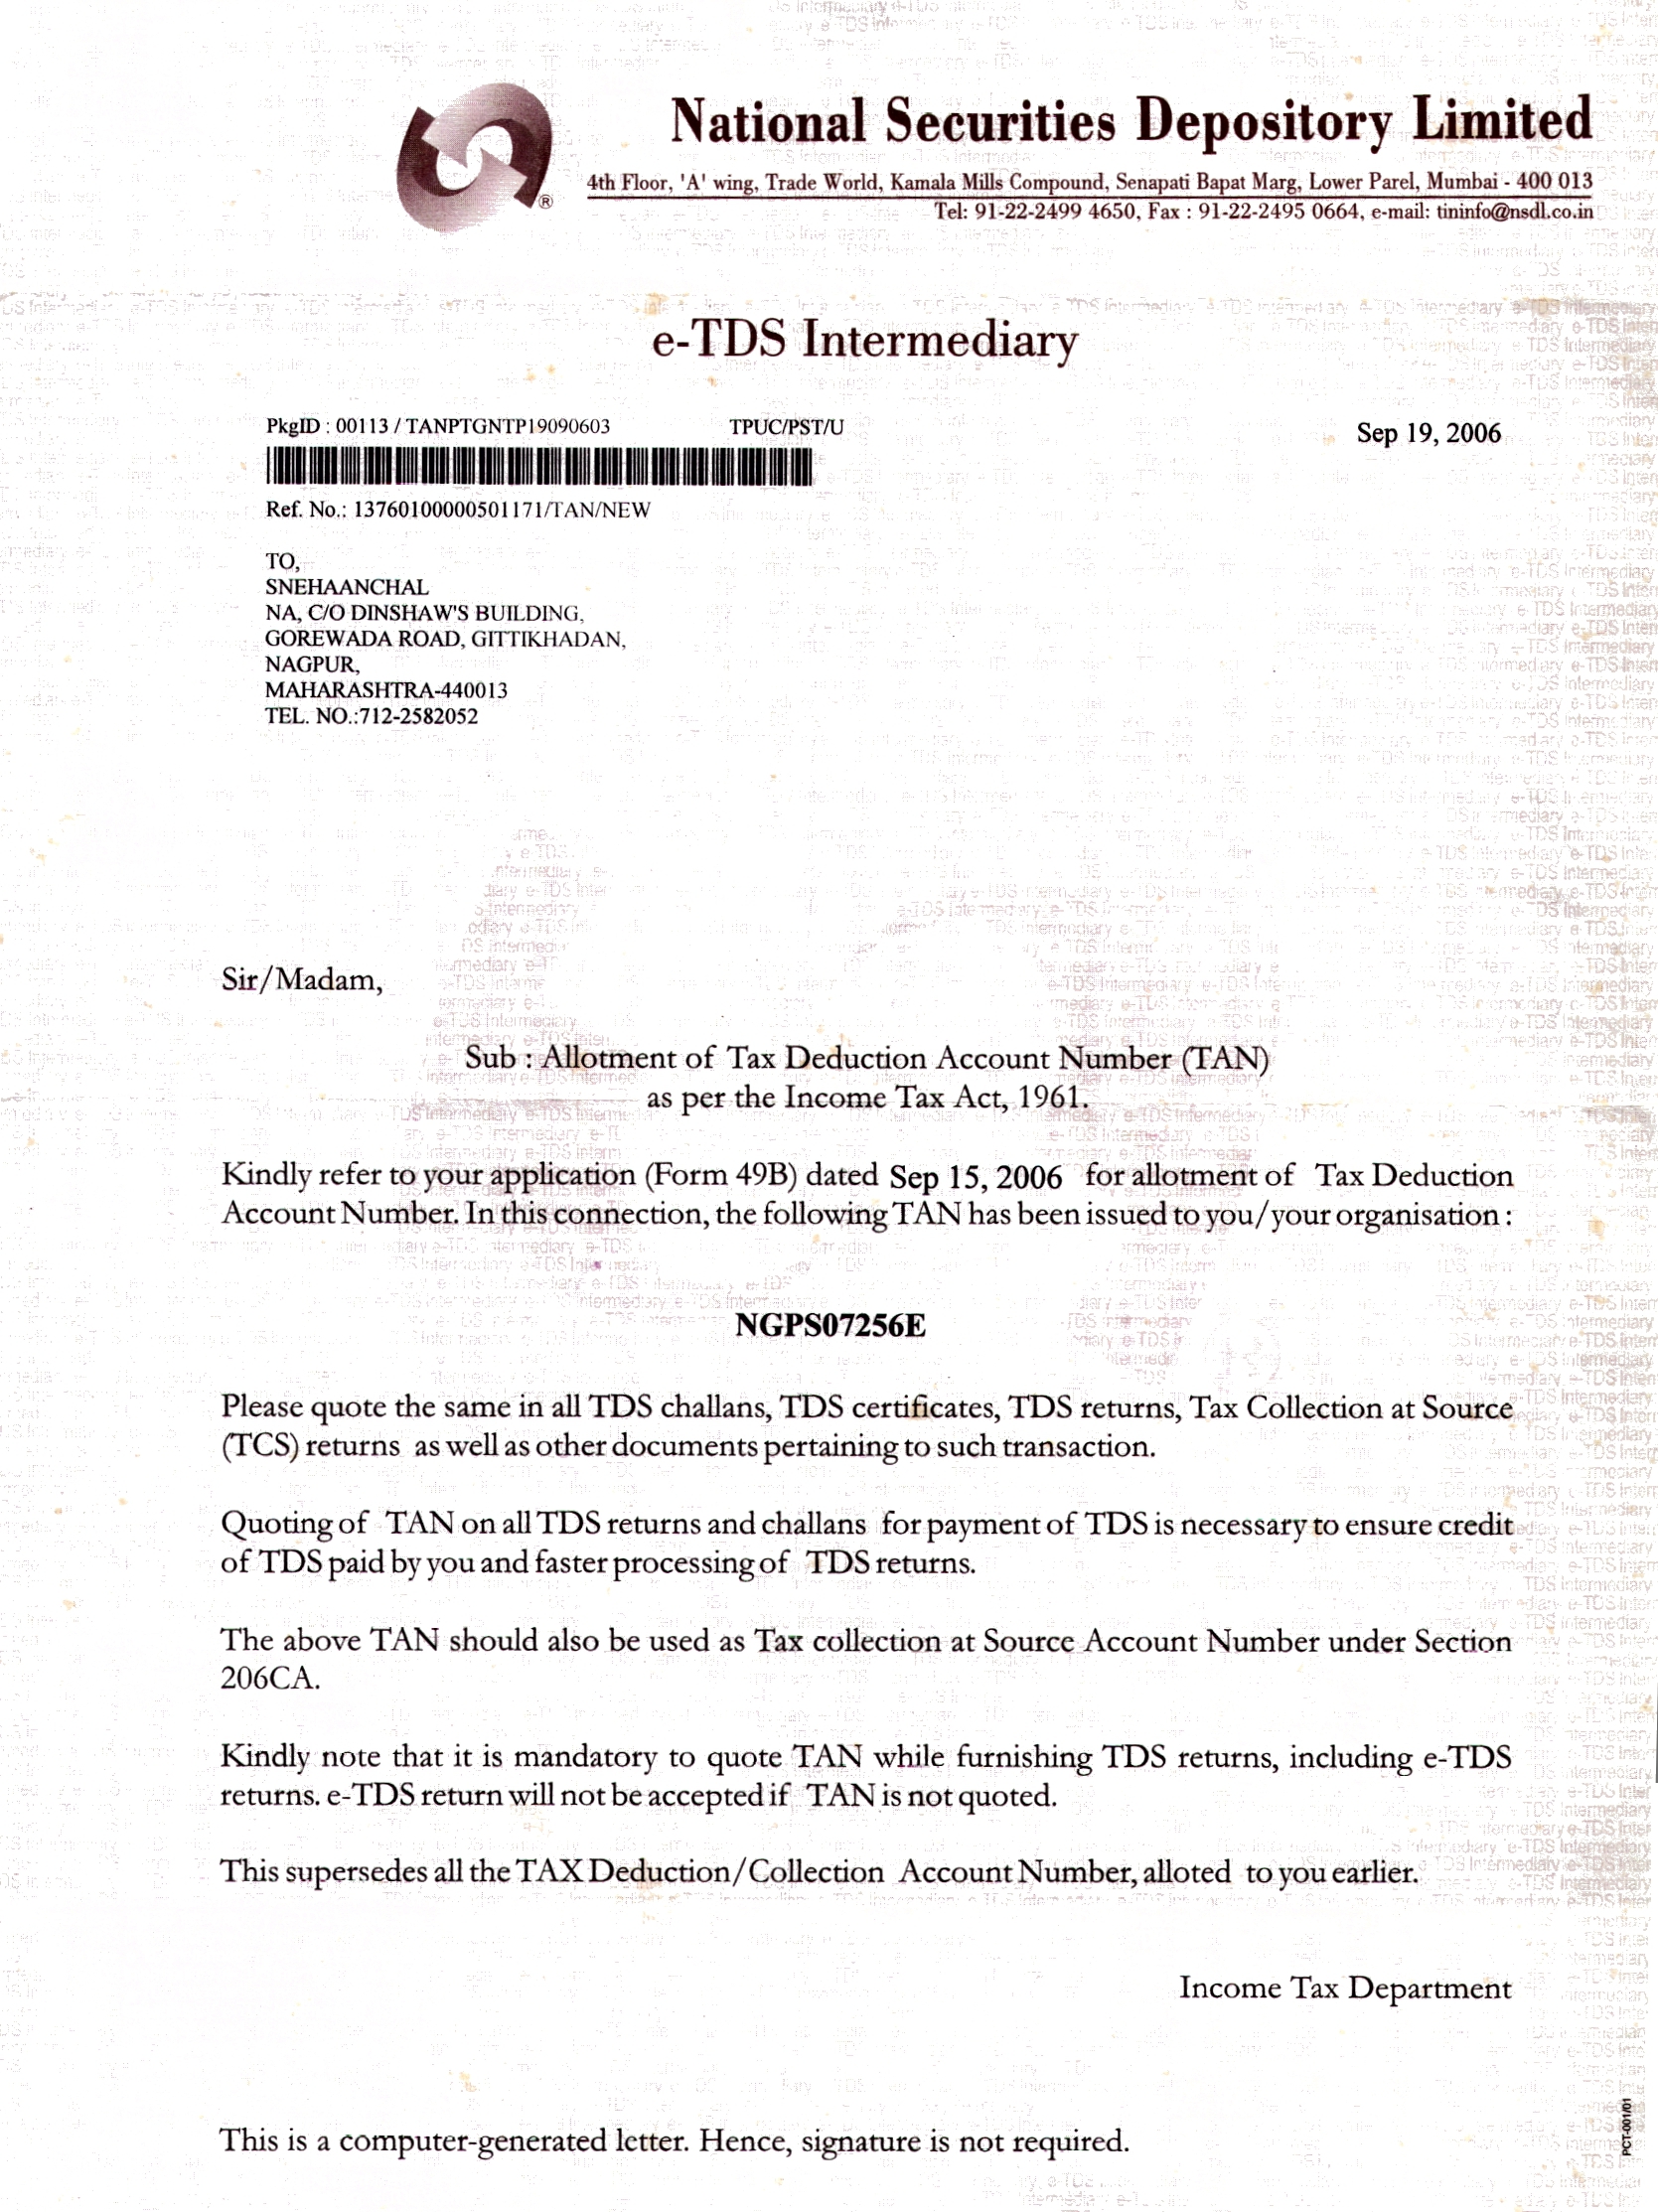 National Securities Depository Limited
4th Floor, 'A' wing, Trade World, Kamala Mills Compound, Senapati Bapat Marg, Lower Parel, Mumbai - 400 013
Tel: 91-22-2499 4650, Fax : 91-22-2495 0664, e-mail: tininfo@nsdl.co.in
®
e-TDS Intermediary
PkgID : 00113 / TANPTGNTP19090603 TPUC/PST/U
Sep 19, 2006
Ref. No.: 13760100000501171/TAN/NEW
TO,
SNEHAANCHAL
NA, C/O DINSHAW'S BUILDING,
GOREWADA ROAD, GITTIKHADAN,
NAGPUR,
MAHARASHTRA-440013
TEL. NO.:712-2582052
Sir/Madam,
Sub : Allotment of Tax Deduction Account Number (TAN)
as per the Income Tax Act, 1961.
Kindly refer to your application (Form 49B) dated Sep 15, 2006 for allotment of Tax Deduction
Account Number. In this connection, the following TAN has been issued to you/your organisation :
NGPS07256E
Please quote the same in all TDS challans, TDS certificates, TDS returns, Tax Collection at Source
(TCS) returns as well as other documents pertaining to such transaction.
Quoting of TAN on all TDS returns and challans for payment of TDS is necessary to ensure credit
of TDS paid by you and faster processing of TDS returns.
The above TAN should also be used as Tax collection at Source Account Number under Section
206CA.
Kindly note that it is mandatory to quote TAN while furnishing TDS returns, including e-TDS
returns. e-TDS return will not be accepted if TAN is not quoted.
This supersedes all the TAX Deduction/Collection Account Number, alloted to you earlier.
Income Tax Department
This is a computer-generated letter. Hence, signature is not required.
PCT-001/01